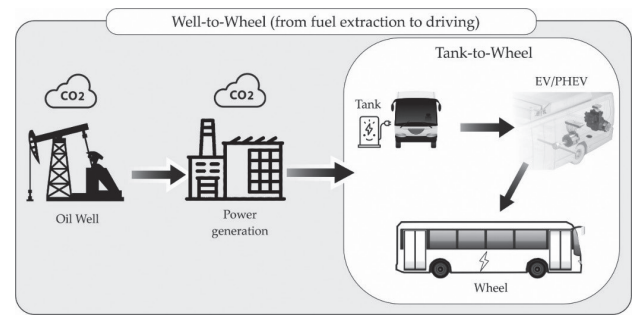 Well-to-Wheel (from fuel extraction to driving)
Tank-to-Wheel
CO2
CO2
EV/PHEV
Tank
Oil Well
Power
generation
Wheel